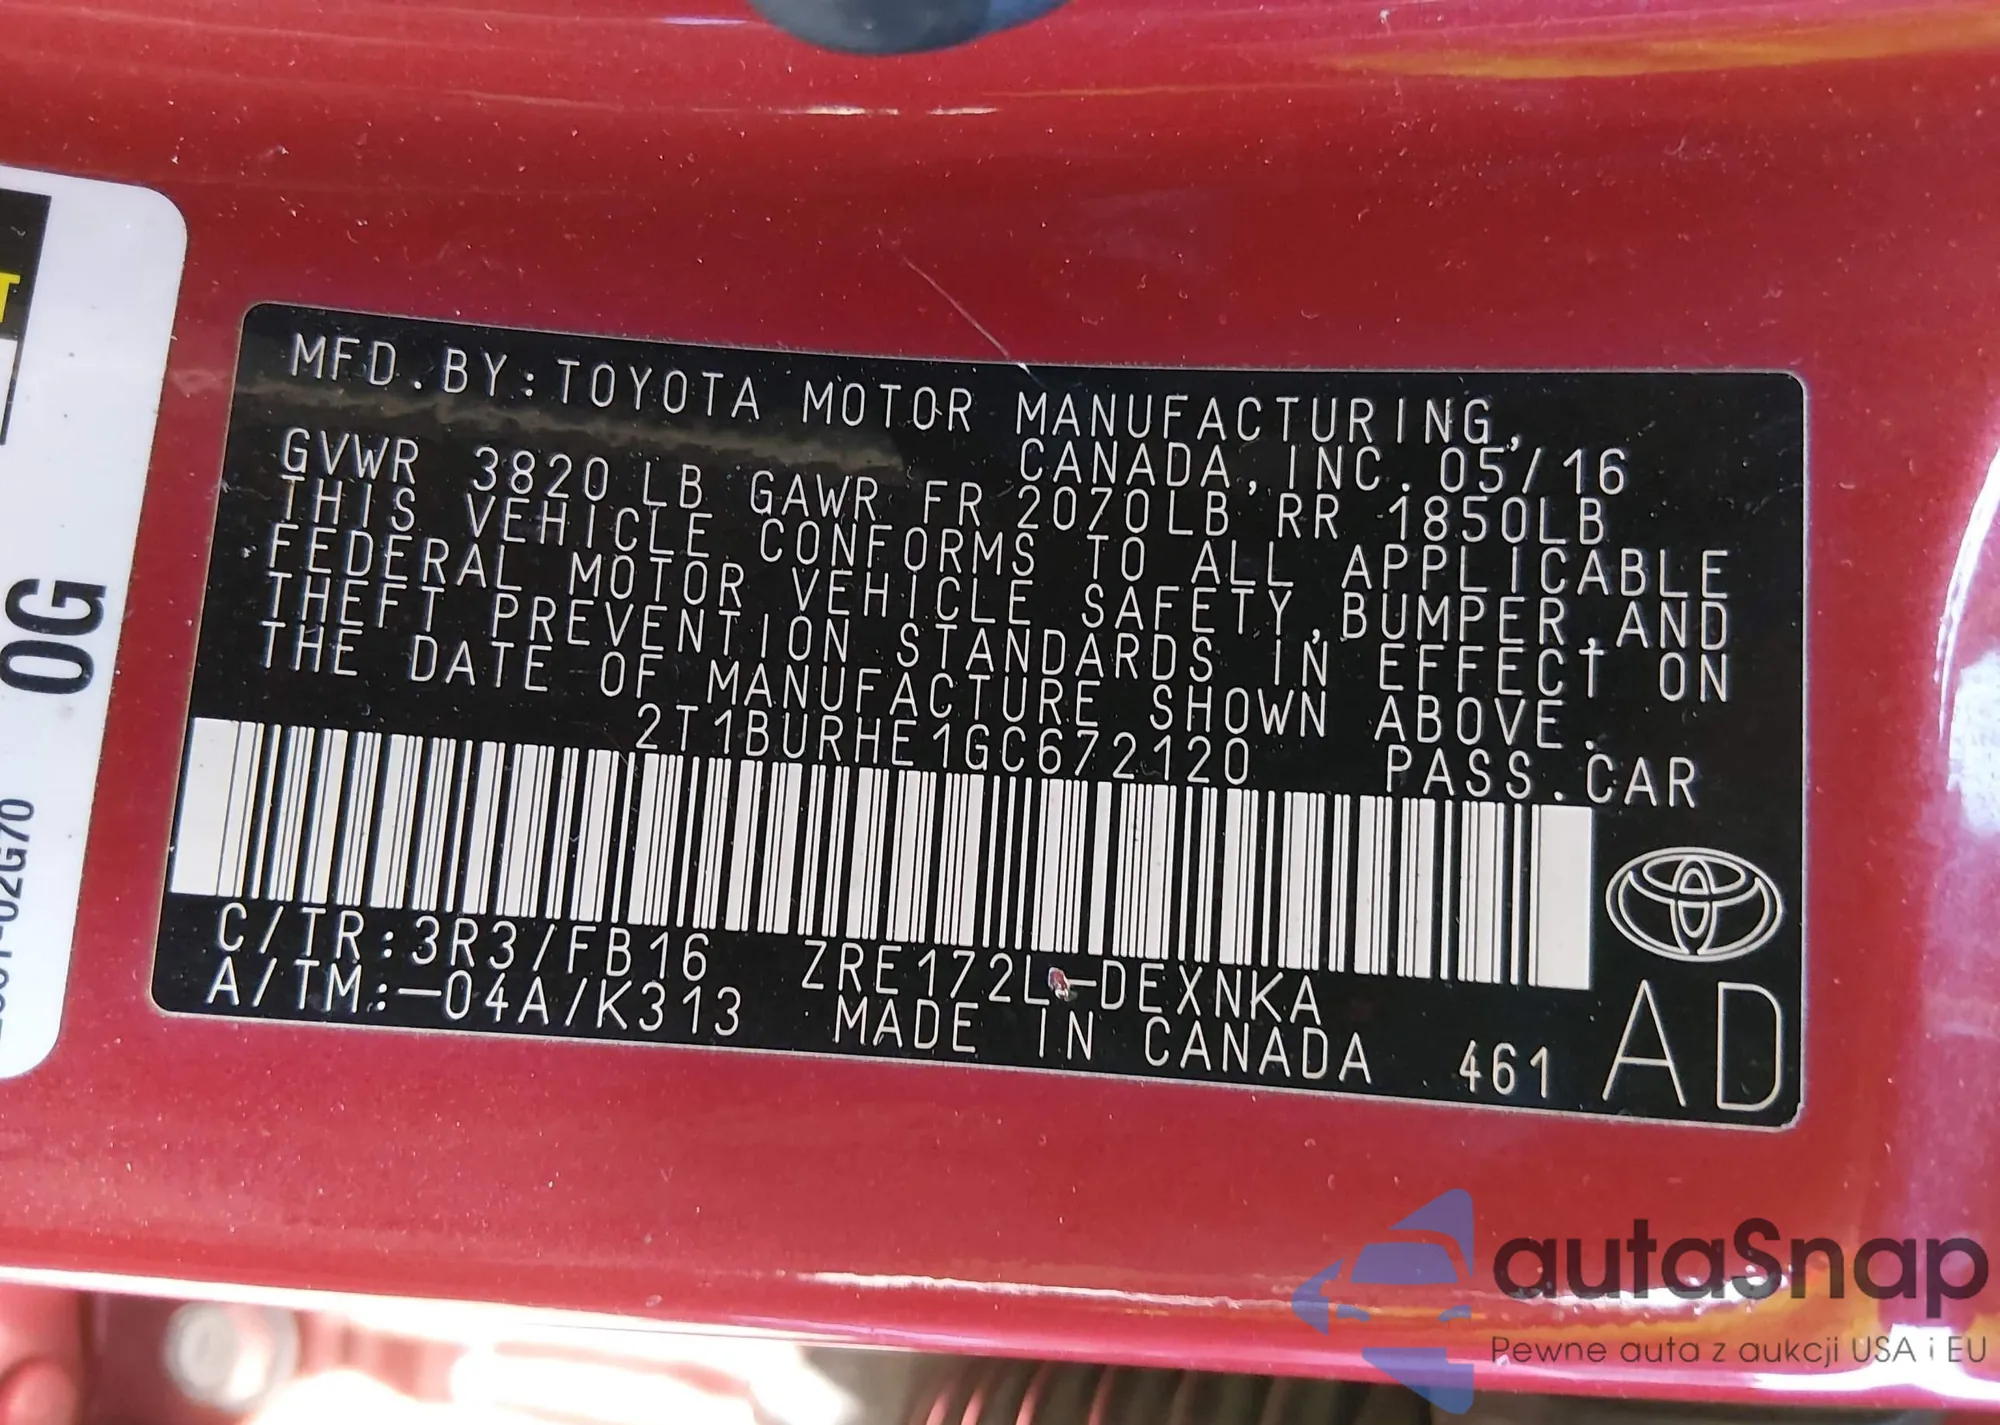 T
0G
02G70
MFD.BY:TOYOTA MOTOR MANUFACTURING,
CANADA,INC. 05/16
GVWR 3820 LB GAWR FR 2070LB RR 1850LB
THIS VEHICLE CONFORMS TO ALL APPLICABLE
FEDERAL MOTOR VEHICLE SAFETY,BUMPER,AND
THEFT PREVENTION STANDARDS IN EFFECT ON
THE DATE OF MANUFACTURE SHOWN ABOVE.
2T1BURHE1GC672120 PASS.CAR
C/TR:3R3/FB16 ZRE172L-DEXNKA
A/TM:-04A/K313 MADE IN CANADA 461
AD
autaSnap
Pewne auta z aukcji USA i EU